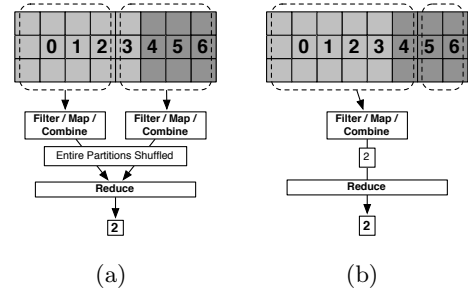 0 1 2 3 4 5 6
Filter / Map /
Combine
Filter / Map /
Combine
Entire Partitions Shuffled
Reduce
2
(a)
0 1 2 3 4 5 6
Filter / Map /
Combine
2
Reduce
2
(b)